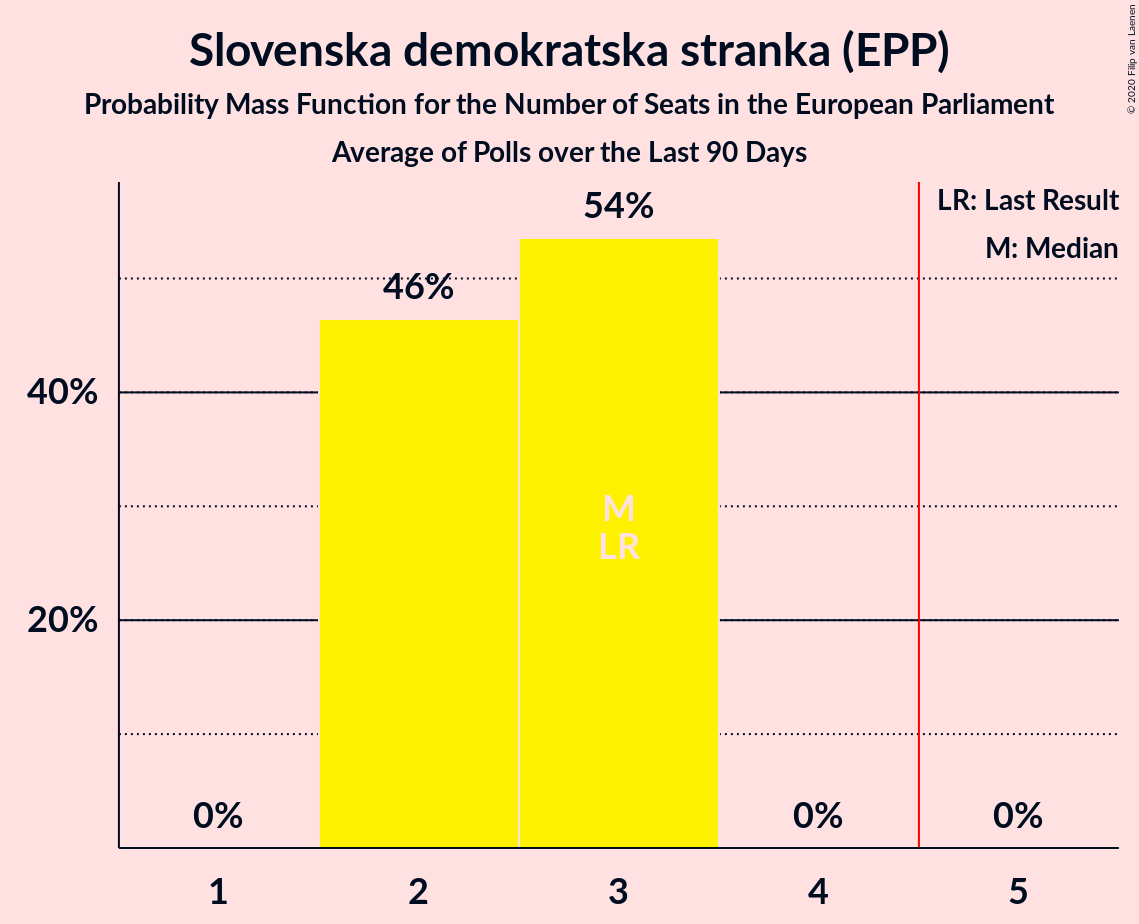 Slovenska demokratska stranka (EPP)
Probability Mass Function for the Number of Seats in the European Parliament
Average of Polls over the Last 90 Days
© 2020 Filip van Laenen
LR: Last Result
M: Median
54%
46%
40%
M
LR
20%
0%
0%
0%
1
2
3
4
5